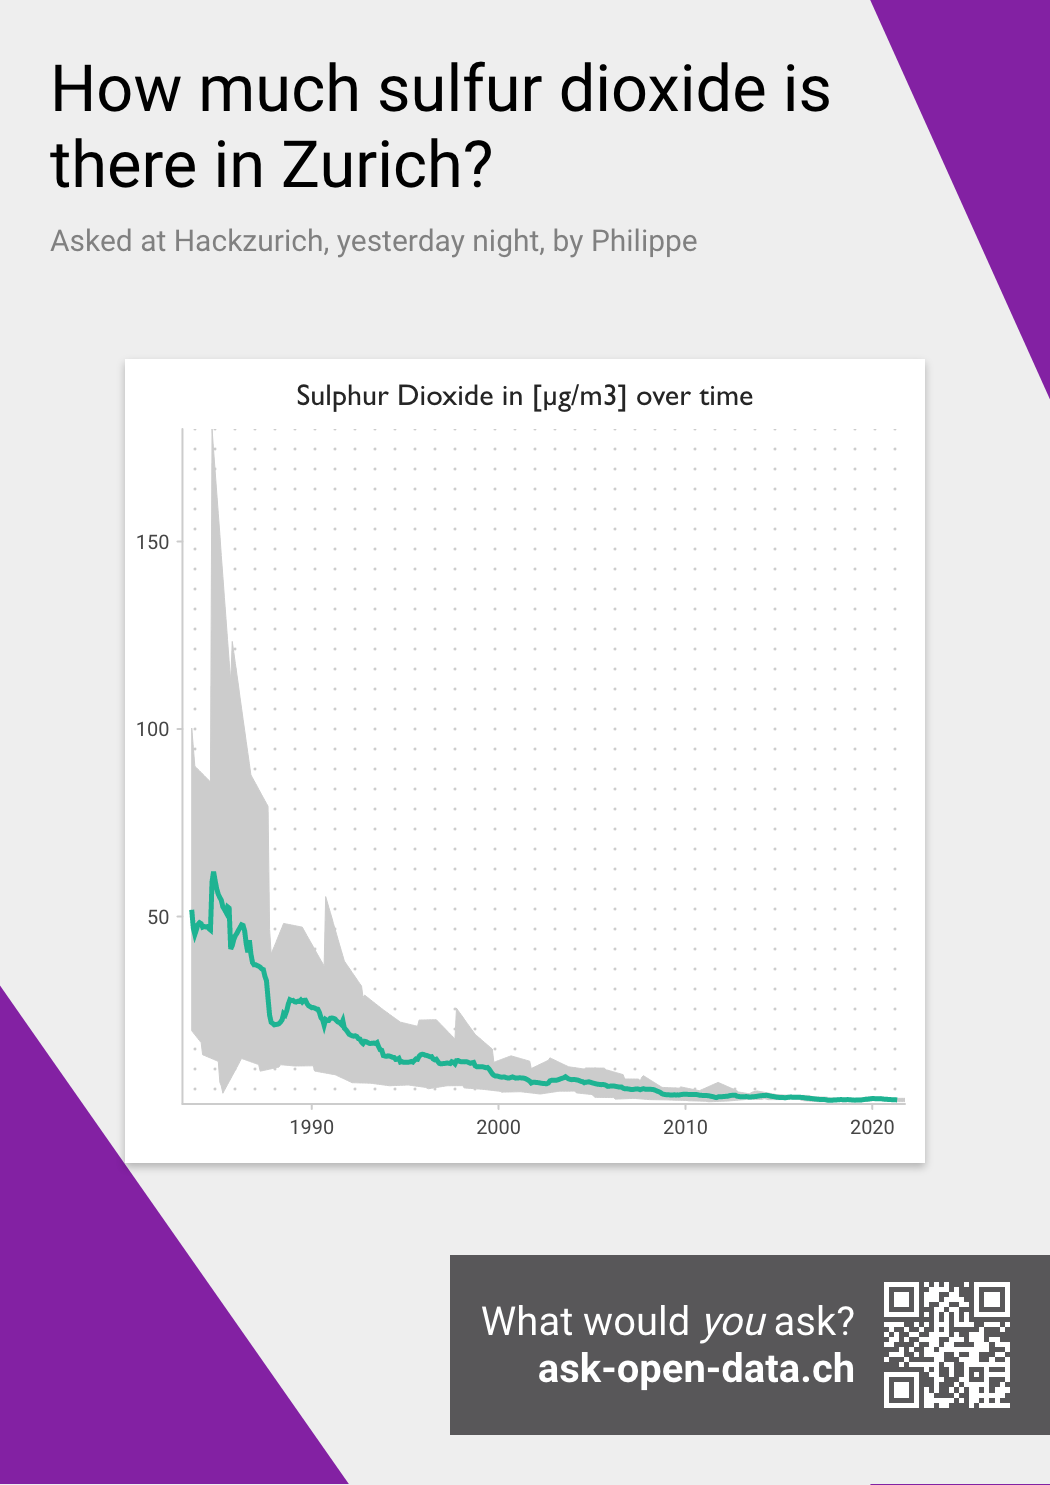 How much sulfur dioxide is
there in Zurich?
Asked at Hackzurich, yesterday night, by Philippe
Sulphur Dioxide in [µg/m3] over time
150
100
50
1990 2000 2010 2020
What would you ask?
ask-open-data.ch